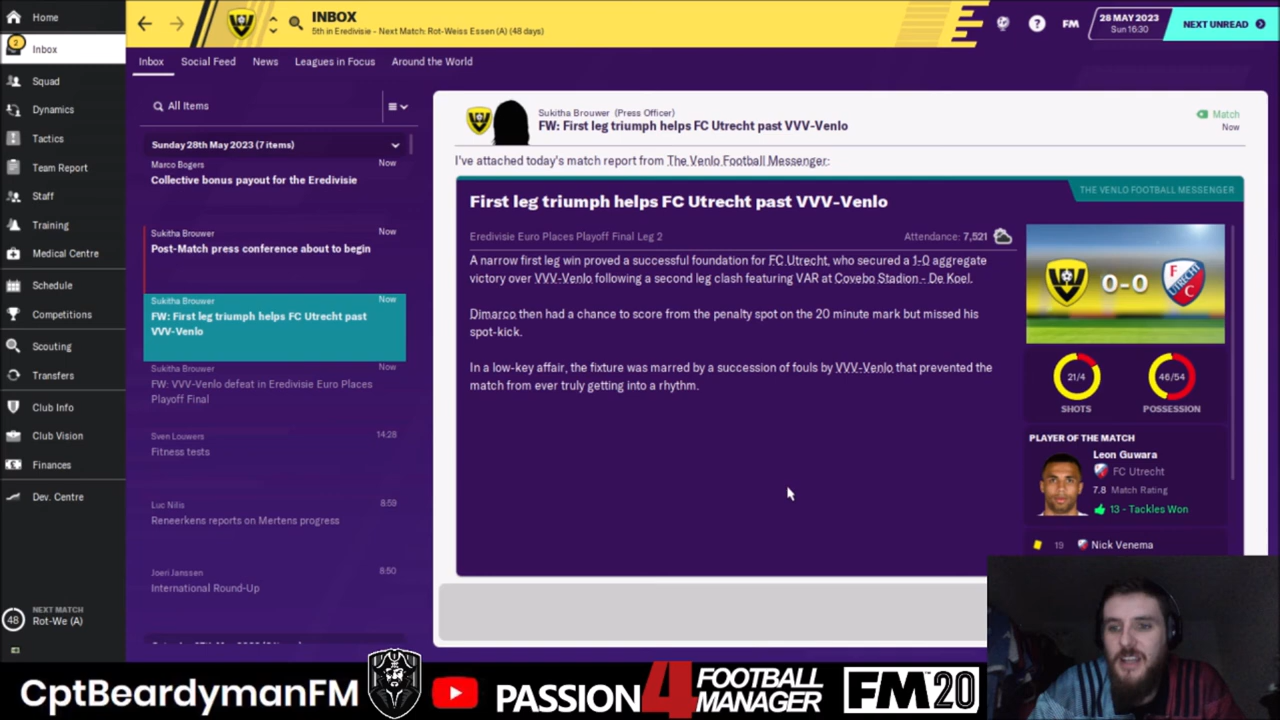 Home
INBOX
5th in Eredivisie - Next Match: Rot-Weiss Essen (A) (48 days)
FM
28 MAY 2023
Sun 16:30
NEXT UNREAD
2
Inbox
Squad
Dynamics
Tactics
Team Report
Staff
Training
Medical Centre
Schedule
Competitions
Scouting
Transfers
Club Info
Club Vision
Finances
Dev. Centre
48
NEXT MATCH
Rot-We (A)
Inbox
Social Feed
News
Leagues in Focus
Around the World
All Items
Sunday 28th May 2023 (7 items)
Marco Bogers
Now
Collective bonus payout for the Eredivisie
Sukitha Brouwer
Now
Post-Match press conference about to begin
Sukitha Brouwer
Now
FW: First leg triumph helps FC Utrecht past
VVV-Venlo
Sukitha Brouwer
Now
FW: VVV-Venlo defeat in Eredivisie Euro Places
Playoff Final
Sven Louwers
14:28
Fitness tests
Luc Nilis
8:59
Reneerkens reports on Mertens progress
Joeri Janssen
8:50
International Round-Up
Sukitha Brouwer (Press Officer)
FW: First leg triumph helps FC Utrecht past VVV-Venlo
Match
Now
I've attached today's match report from The Venlo Football Messenger:
THE VENLO FOOTBALL MESSENGER
First leg triumph helps FC Utrecht past VVV-Venlo
Eredivisie Euro Places Playoff Final Leg 2
Attendance: 7,521
A narrow first leg win proved a successful foundation for FC Utrecht, who secured a 1-0 aggregate
victory over VVV-Venlo following a second leg clash featuring VAR at Covebo Stadion - De Koel.
Dimarco then had a chance to score from the penalty spot on the 20 minute mark but missed his
spot-kick.
In a low-key affair, the fixture was marred by a succession of fouls by VVV-Venlo that prevented the
match from ever truly getting into a rhythm.
0-0
21/4
46/54
SHOTS
POSSESSION
PLAYER OF THE MATCH
Leon Guwara
FC Utrecht
7.8 Match Rating
13 - Tackles Won
19 Nick Venema
CptBeardymanFM
PASSION 4 FOOTBALL MANAGER
FM 20